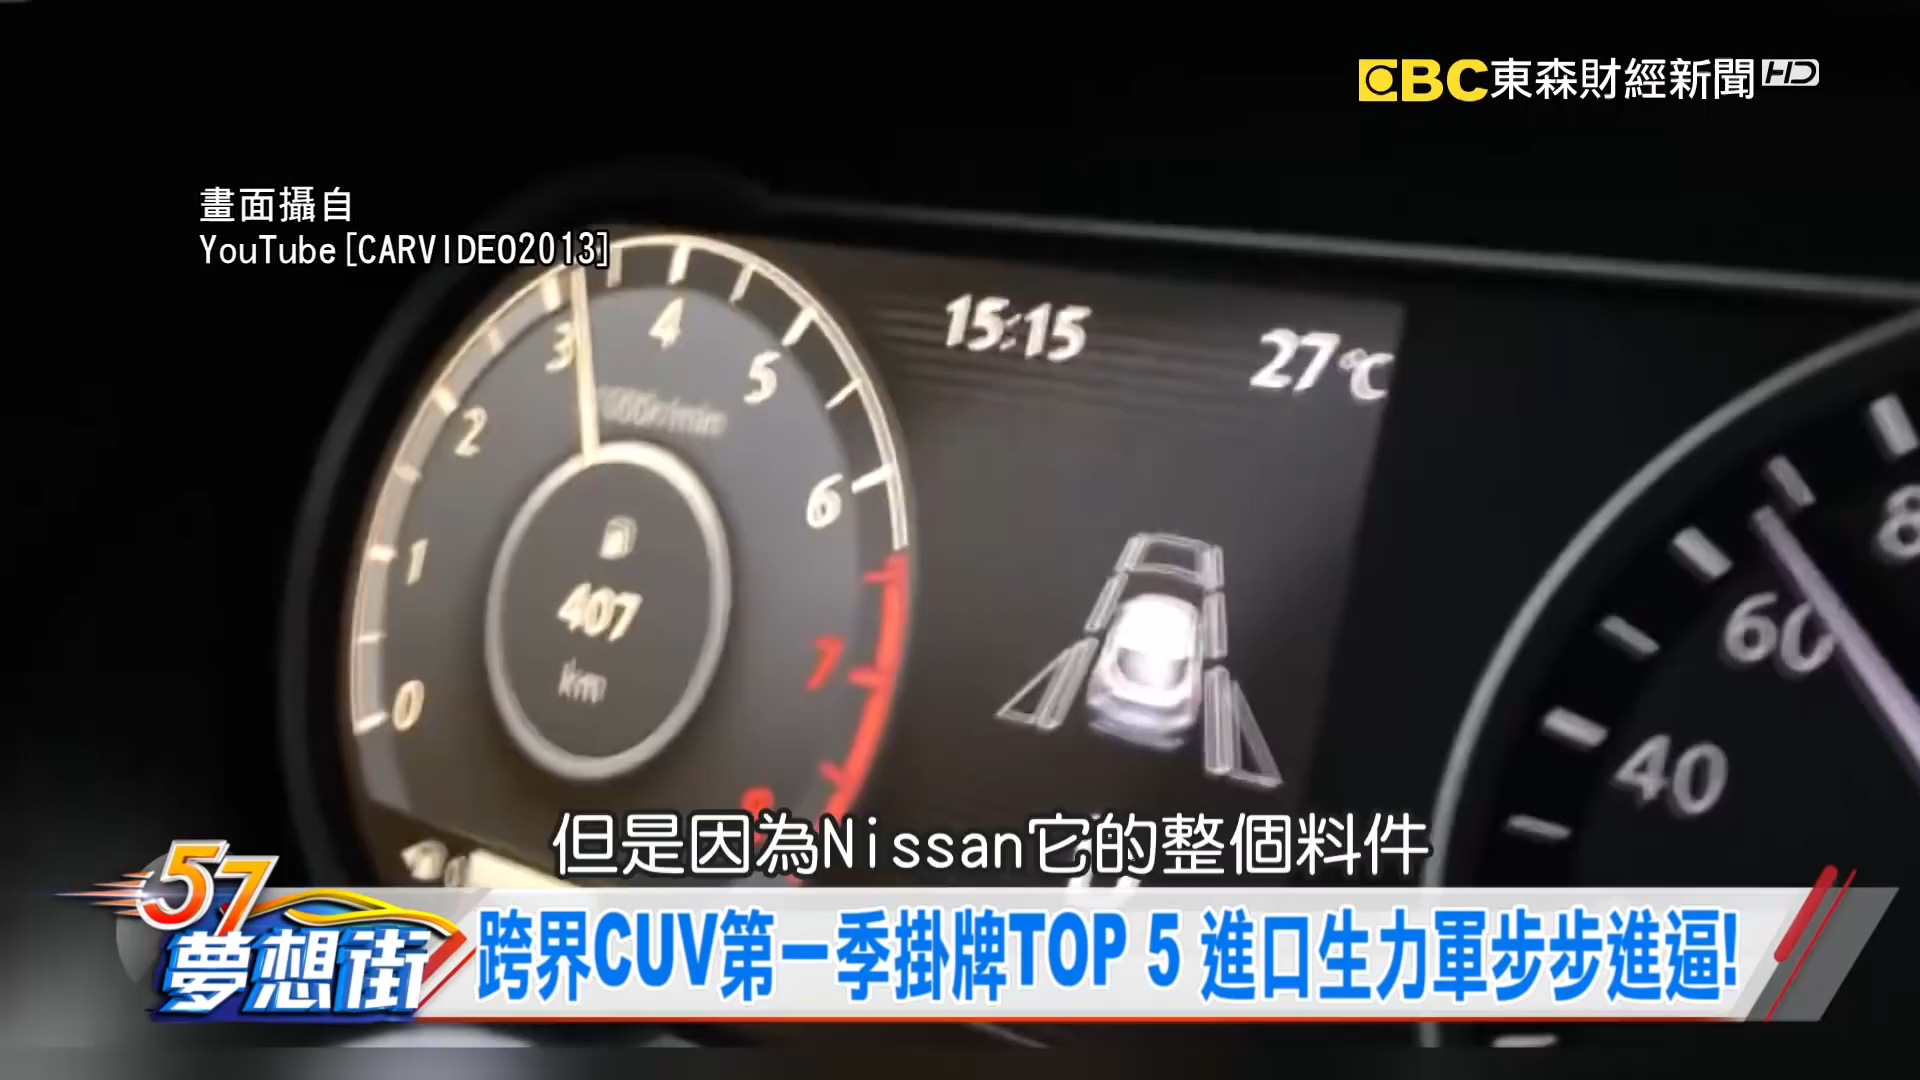 EBC東森財經新聞HD
畫面攝自
YouTube[CARVIDEO2013]
15:15
27℃
0
1
2
3
4
5
6
7
8
407
km
8
60
40
但是因為Nissan它的整個料件
57
夢想街
跨界CUV第一季掛牌TOP 5 進口生力軍步步進逼!